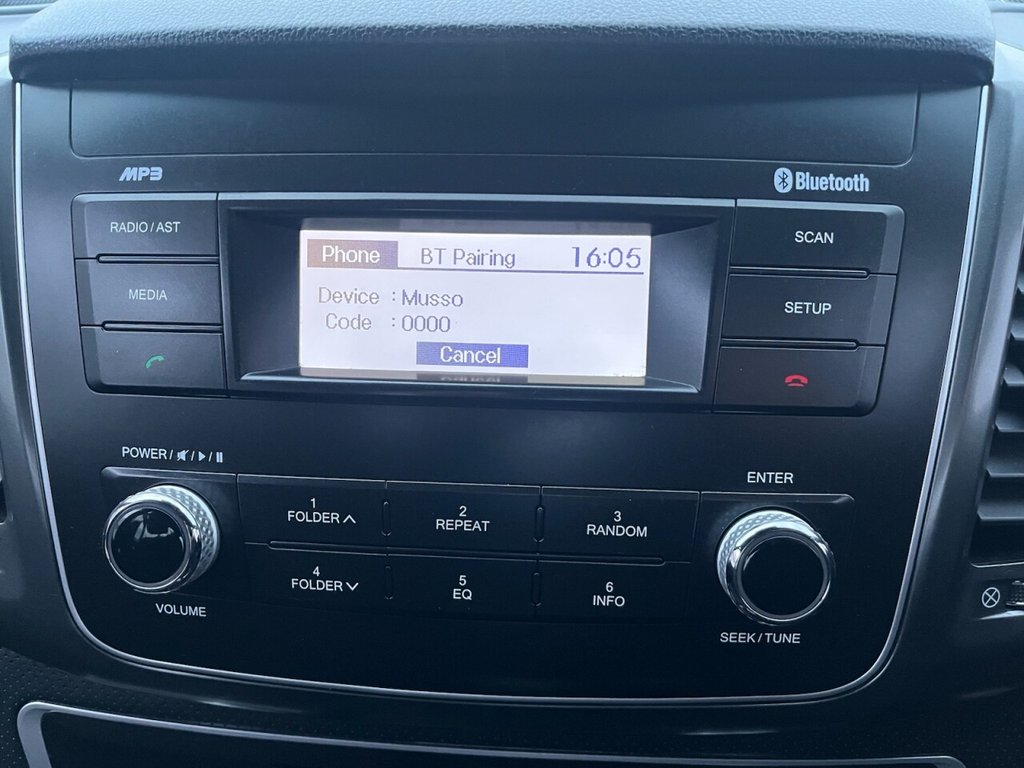 MP3
Bluetooth
RADIO / AST
MEDIA
Phone BT Pairing 16:05
Device : Musso
Code : 0000
Cancel
SCAN
SETUP
POWER /
ENTER
1
FOLDER
2
REPEAT
3
RANDOM
4
FOLDER
5
EQ
6
INFO
VOLUME
SEEK / TUNE